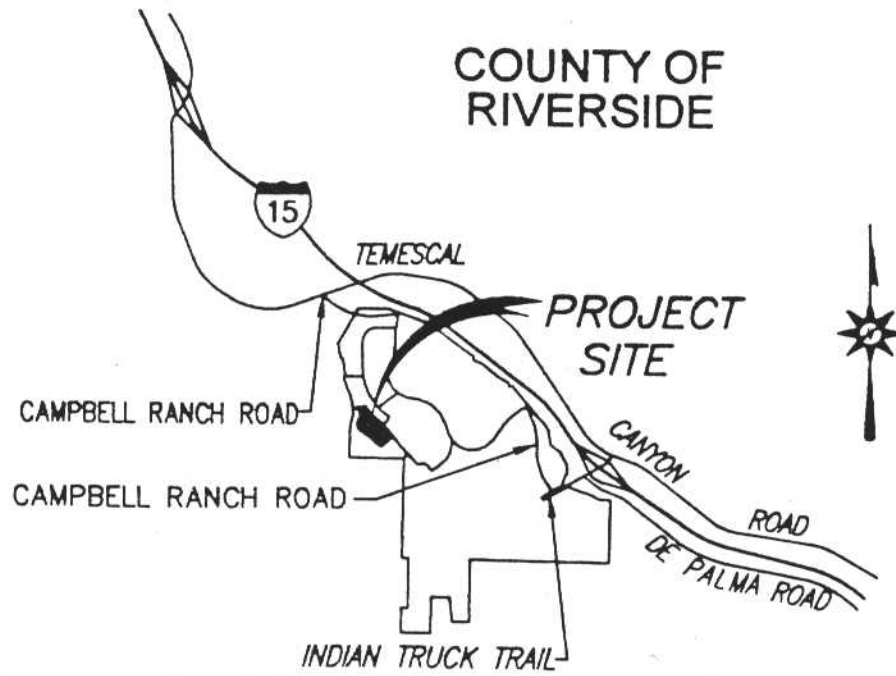 COUNTY OF
RIVERSIDE
15
TEMESCAL
PROJECT
SITE
CAMPBELL RANCH ROAD
CANYON
CAMPBELL RANCH ROAD
ROAD
DE PALMA ROAD
INDIAN TRUCK TRAIL